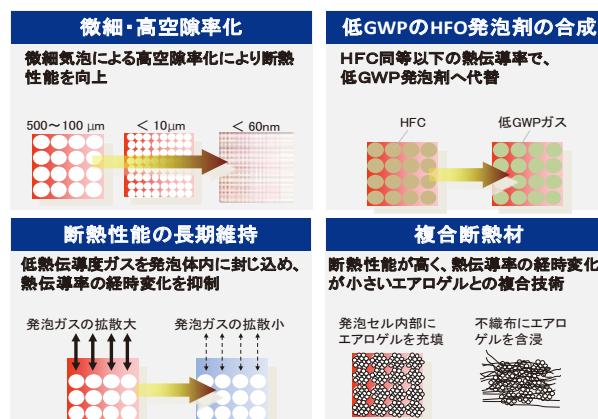 微細・高空隙率化
微細気泡による高空隙率化により断熱
性能を向上
500～100 μm
＜ 10μm
＜ 60nm
低GWPのHFO発泡剤の合成
ＨＦＣ同等以下の熱伝導率で、
低ＧＷＰ発泡剤へ代替
HFC
低GWPガス
断熱性能の長期維持
低熱伝導度ガスを発泡体内に封じ込め、
熱伝導率の経時変化を抑制
発泡ガスの拡散大
発泡ガスの拡散小
複合断熱材
断熱性能が高く、熱伝導率の経時変化
が小さいエアロゲルとの複合技術
発泡セル内部に
エアロゲルを充填
不織布にエアロ
ゲルを含浸